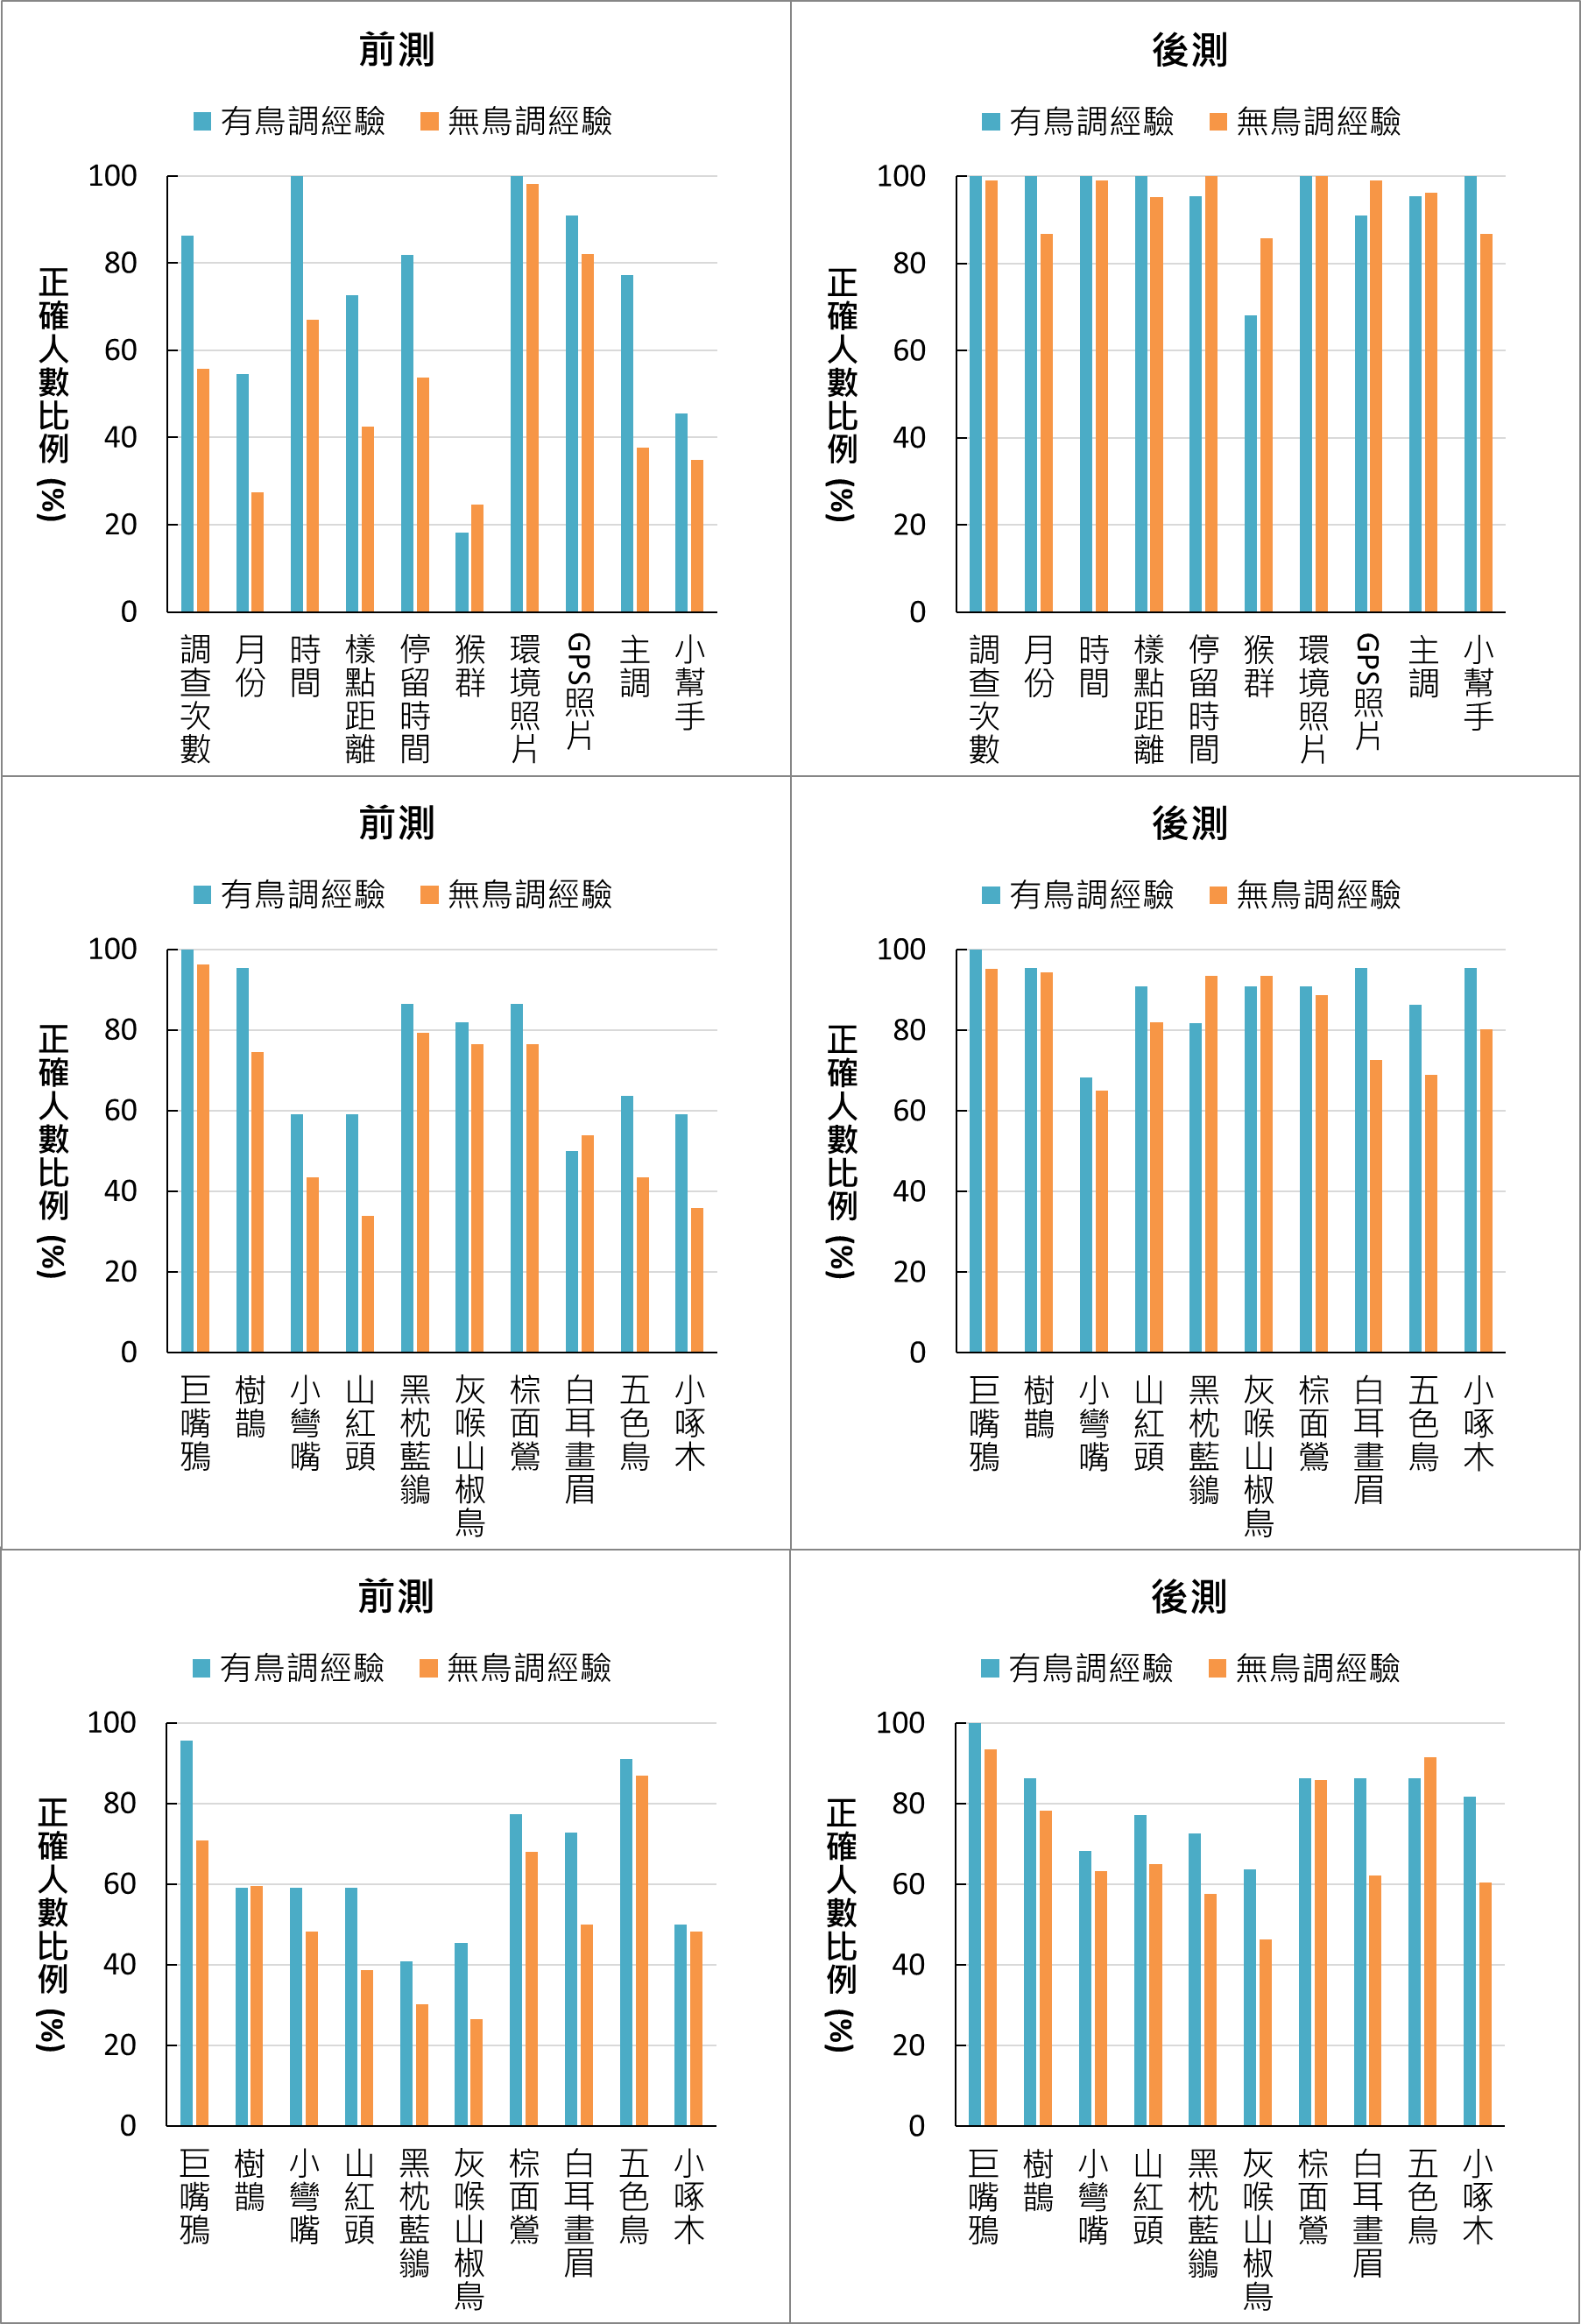 前測
有鳥調經驗 無鳥調經驗
正確人數比例 (%)
100
80
60
40
20
0
調查次數 月份 時間 樣點距離 停留時間 猴群 環境照片 GPS照片 主調 小幫手
後測
有鳥調經驗 無鳥調經驗
正確人數比例 (%)
100
80
60
40
20
0
調查次數 月份 時間 樣點距離 停留時間 猴群 環境照片 GPS照片 主調 小幫手
前測
有鳥調經驗 無鳥調經驗
正確人數比例 (%)
100
80
60
40
20
0
巨嘴鴉 樹鵲 小彎嘴 山紅頭 黑枕藍鶲 灰喉山椒鳥 棕面鶯 白耳畫眉 五色鳥 小啄木
後測
有鳥調經驗 無鳥調經驗
正確人數比例 (%)
100
80
60
40
20
0
巨嘴鴉 樹鵲 小彎嘴 山紅頭 黑枕藍鶲 灰喉山椒鳥 棕面鶯 白耳畫眉 五色鳥 小啄木
前測
有鳥調經驗 無鳥調經驗
正確人數比例 (%)
100
80
60
40
20
0
巨嘴鴉 樹鵲 小彎嘴 山紅頭 黑枕藍鶲 灰喉山椒鳥 棕面鶯 白耳畫眉 五色鳥 小啄木
後測
有鳥調經驗 無鳥調經驗
正確人數比例 (%)
100
80
60
40
20
0
巨嘴鴉 樹鵲 小彎嘴 山紅頭 黑枕藍鶲 灰喉山椒鳥 棕面鶯 白耳畫眉 五色鳥 小啄木